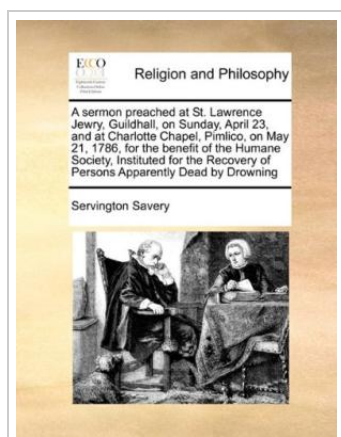 ECCO
Religion and Philosophy
A sermon preached at St. Lawrence
Jewry, Guildhall, on Sunday, April 23,
and at Charlotte Chapel, Pimlico, on May
21, 1786, for the benefit of the Humane
Society, Instituted for the Recovery of
Persons Apparently Dead by Drowning
Servington Savery